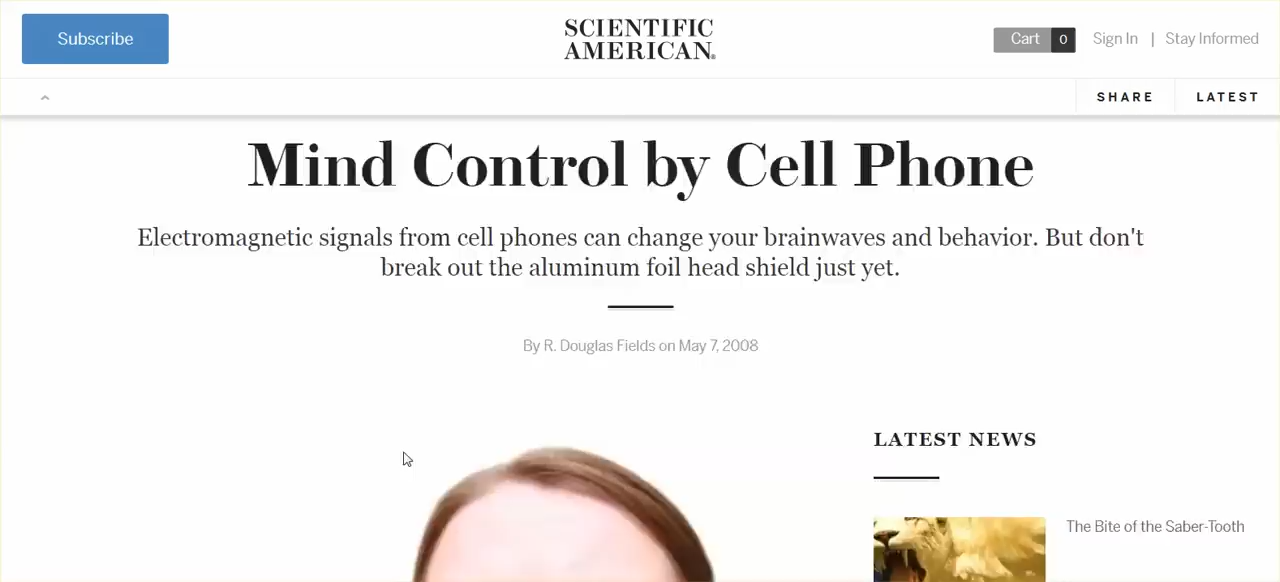 Subscribe
SCIENTIFIC
AMERICAN®
Cart 0
Sign In | Stay Informed
SHARE
LATEST
Mind Control by Cell Phone
Electromagnetic signals from cell phones can change your brainwaves and behavior. But don't
break out the aluminum foil head shield just yet.
By R. Douglas Fields on May 7, 2008
LATEST NEWS
The Bite of the Saber-Tooth